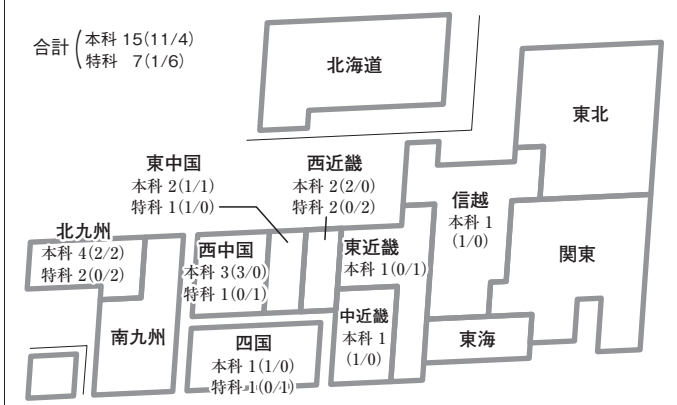 合計
本科 15(11/4)
特科 7(1/6)
北海道
東北
東中国
本科 2(1/1)
特科 1(1/0)
西近畿
本科 2(2/0)
特科 2(0/2)
信越
本科 1
(1/0)
北九州
本科 4(2/2)
特科 2(0/2)
西中国
本科 3(3/0)
特科 1(0/1)
東近畿
本科 1(0/1)
関東
南九州
四国
本科 1(1/0)
特科 1(0/1)
中近畿
本科 1
(1/0)
東海